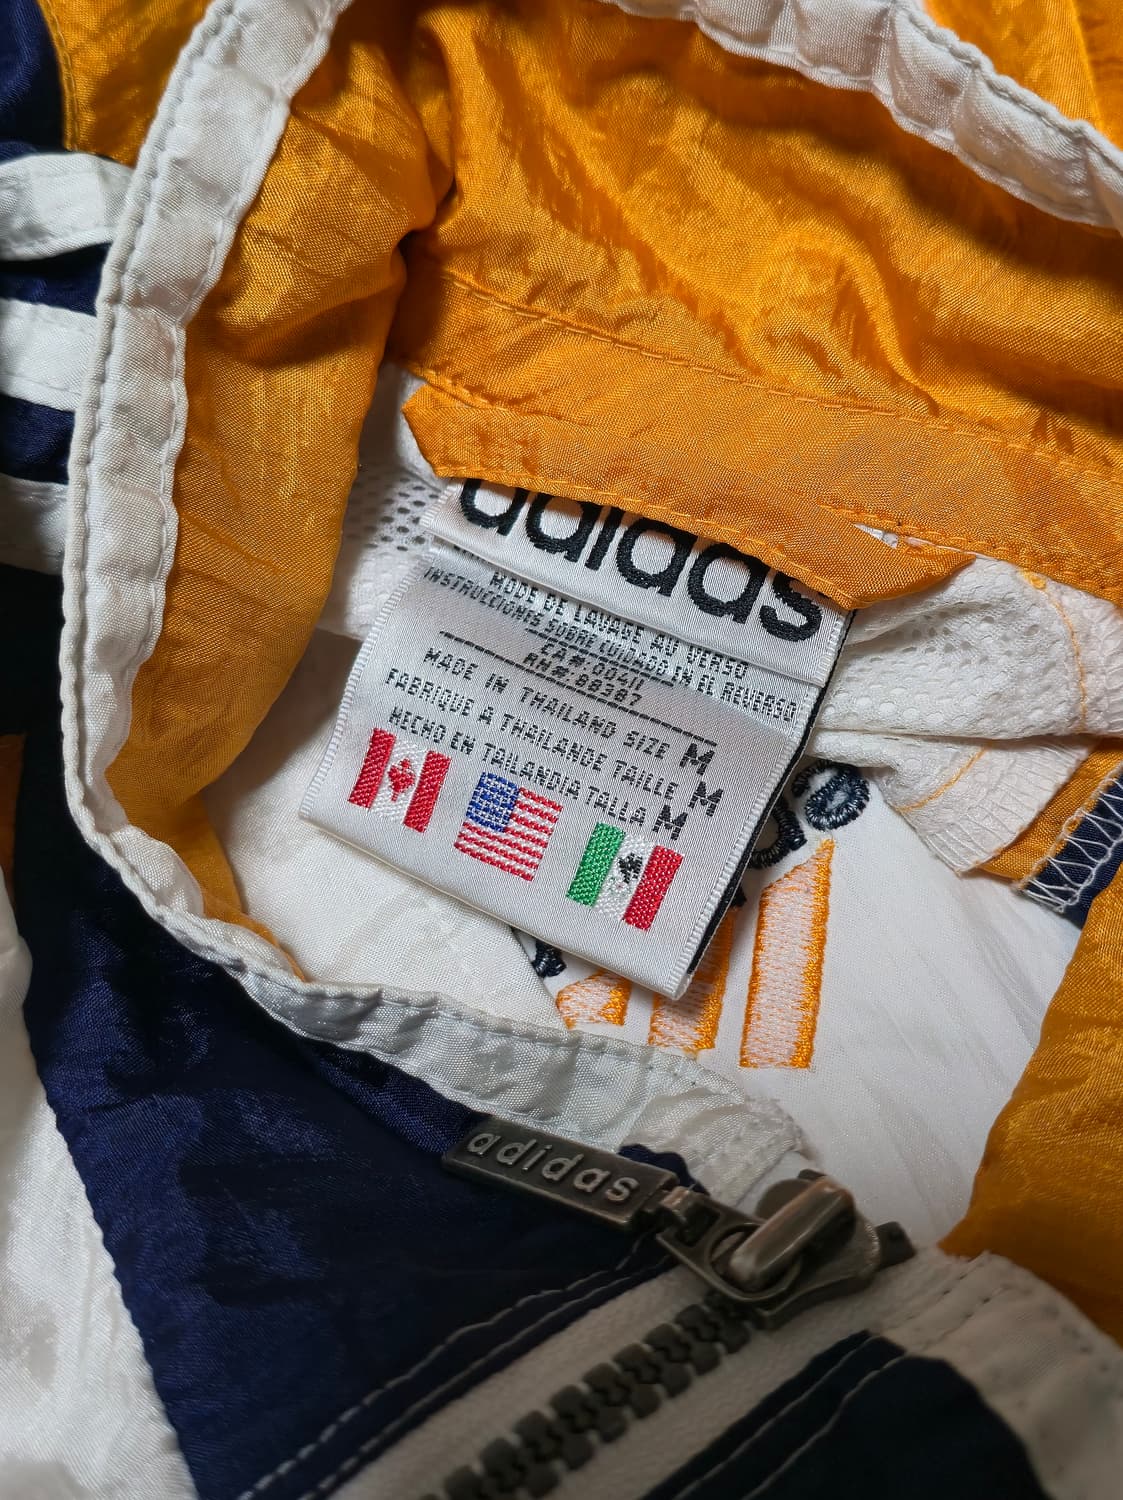 adidas
MODE DE LAVAGE AU VERSO
INSTRUCCIONES SOBRE CUIDADO EN EL REVERSO
CA#:00411
RN#:88387
MADE IN THAILAND SIZE M
FABRIQUE A THAILANDE TAILLE M
HECHO EN TAILANDIA TALLA M
adidas